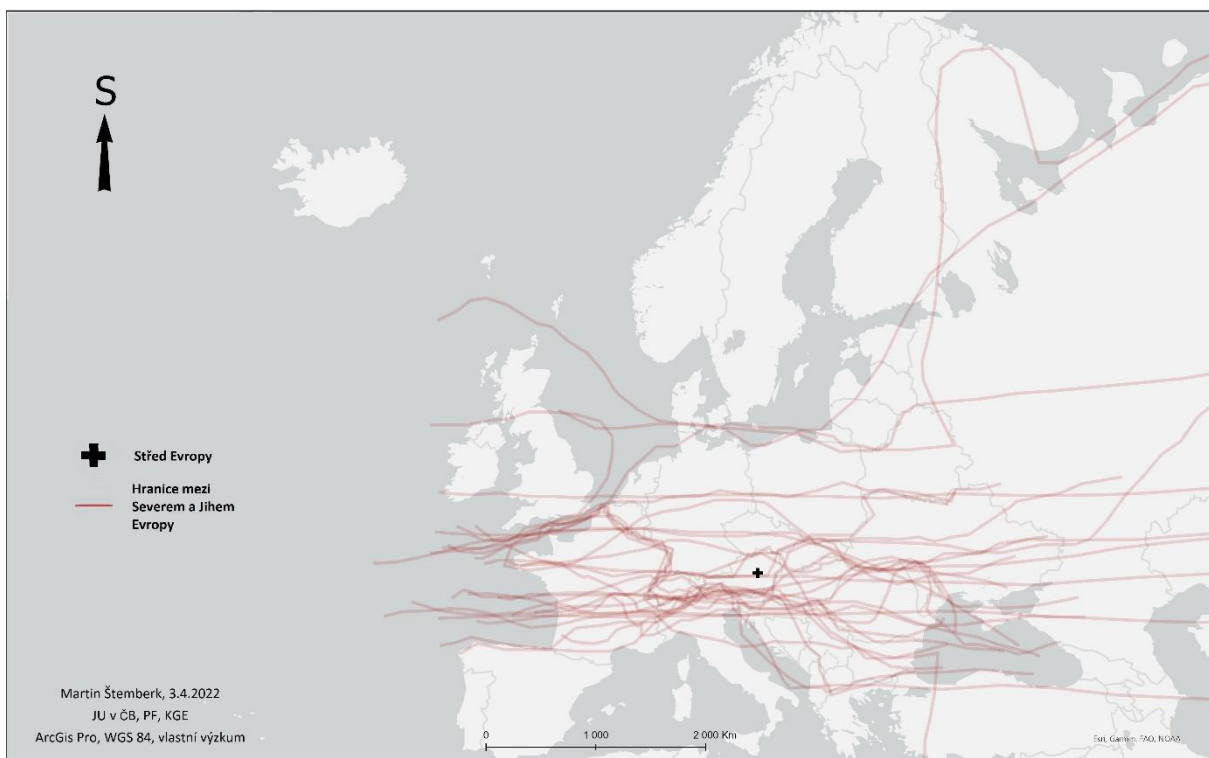 S
Střed Evropy
Hranice mezi
Severem a Jihem
Evropy
Martin Štemberk, 3.4.2022
JU v ČB, PF, KGE
ArcGis Pro, WGS 84, vlastní výzkum
0 1 000 2 000 Km
Esri, Garmin, FAO, NOAA